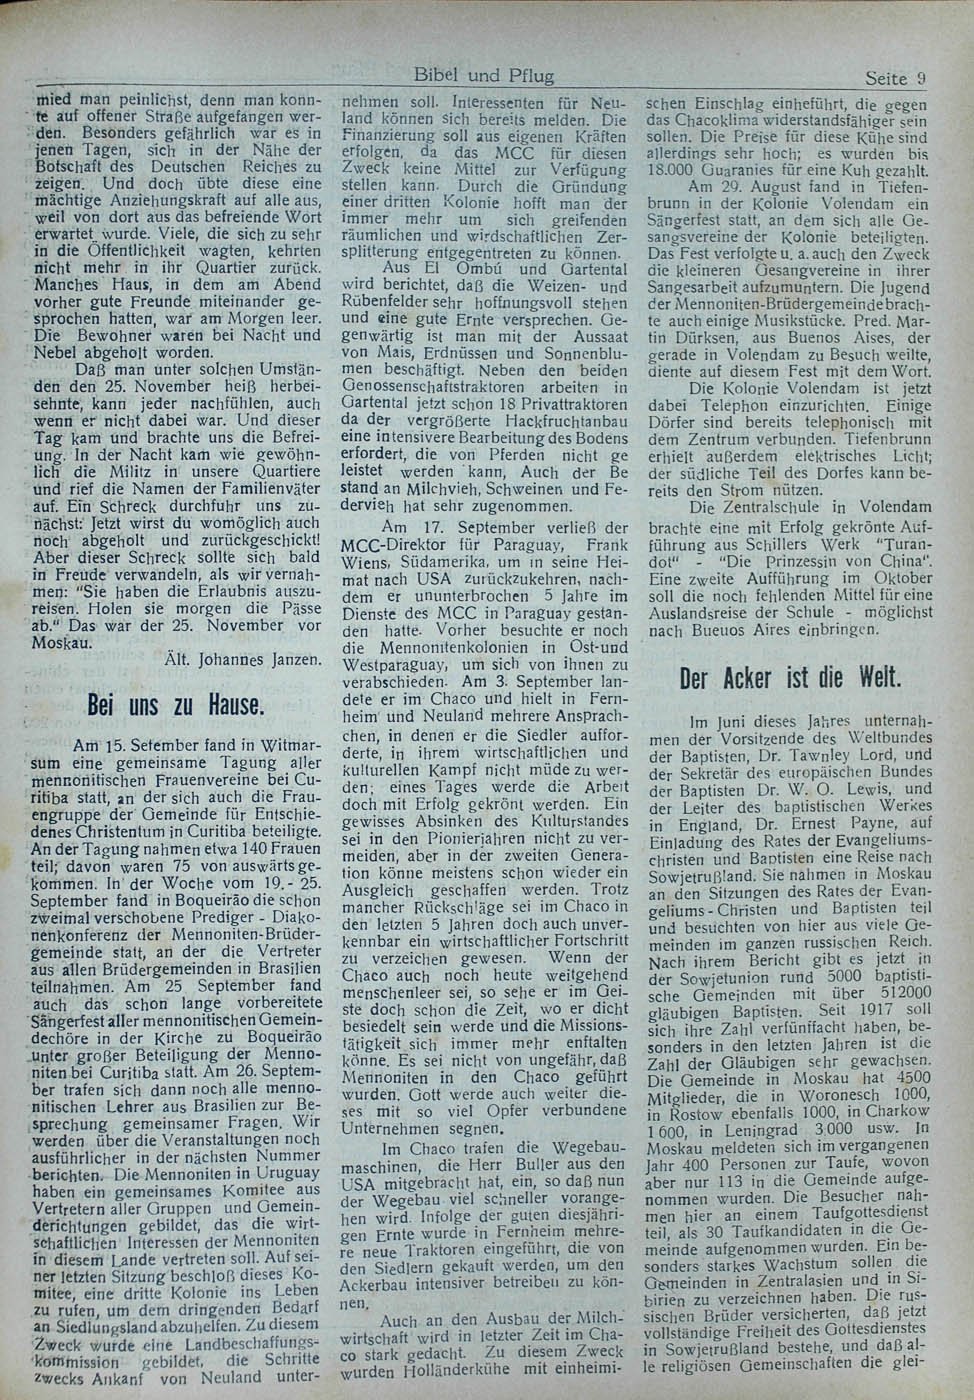 Bibel und Pflug
Seite 9
mied man peinlichst, denn man konn-
te auf offener Straße aufgefangen wer-
den. Besonders gefährlich war es in
jenen Tagen, sich in der Nähe der
Botschaft des Deutschen Reiches zu
zeigen. Und doch übte diese eine
mächtige Anziehungskraft auf alle aus,
weil von dort aus das befreiende Wort
erwartet wurde. Viele, die sich zu sehr
in die Öffentlichkeit wagten, kehrten
nicht mehr in ihr Quartier zurück.
Manches Haus, in dem am Abend
vorher gute Freunde miteinander ge-
sprochen hatten, war am Morgen leer.
Die Bewohner waren bei Nacht und
Nebel abgeholt worden.
Daß man unter solchen Umstän-
den den 25. November heiß herbei-
sehnte, kann jeder nachfühlen, auch
wenn er nicht dabei war. Und dieser
Tag kam und brachte uns die Befrei-
ung. In der Nacht kam wie gewöhn-
lich die Militz in unsere Quartiere
und rief die Namen der Familienväter
auf. Ein Schreck durchfuhr uns zu-
nächst: Jetzt wirst du womöglich auch
noch abgeholt und zurückgeschickt!
Aber dieser Schreck sollte sich bald
in Freude verwandeln, als wir vernah-
men: "Sie haben die Erlaubnis auszu-
reisen. Holen sie morgen die Pässe
ab." Das war der 25. November vor
Moskau.
Ält. Johannes Janzen.
Bei uns zu Hause.
Am 15. Setember fand in Witmar-
sum eine gemeinsame Tagung aller
mennonitischen Frauenvereine bei Cu-
ritiba statt, an der sich auch die Frau-
engruppe der Gemeinde für Entschie-
denes Christentum in Curitiba beteiligte.
An der Tagung nahmen etwa 140 Frauen
teil; davon waren 75 von auswärts ge-
kommen. In der Woche vom 19.- 25.
September fand in Boqueirão die schon
zweimal verschobene Prediger - Diako-
nenkonferenz der Mennoniten-Brüder-
gemeinde statt, an der die Vertreter
aus allen Brüdergemeinden in Brasilien
teilnahmen. Am 25 September fand
auch das schon lange vorbereitete
Sängerfest aller mennonitischen Gemein-
dechöre in der Kirche zu Boqueirão
unter großer Beteiligung der Menno-
niten bei Curitiba statt. Am 26. Septem-
ber trafen sich dann noch alle menno-
nitischen Lehrer aus Brasilien zur Be-
sprechung gemeinsamer Fragen. Wir
werden über die Veranstaltungen noch
ausführlicher in der nächsten Nummer
berichten. Die Mennoniten in Uruguay
haben ein gemeinsames Komitee aus
Vertretern aller Gruppen und Gemein-
derichtungen gebildet, das die wirt-
schaftlichen Interessen der Mennoniten
in diesem Lande vertreten soll. Auf sei-
ner letzten Sitzung beschloß dieses Ko-
mitee, eine dritte Kolonie ins Leben
zu rufen, um dem dringenden Bedarf
an Siedlungsland abzuhelfen. Zu diesem
Zweck wurde eine Landbeschaffungs-
kommission gebildet, die Schritte
zwecks Ankanf von Neuland unter-
nehmen soll. Interessenten für Neu-
land können sich bereits melden. Die
Finanzierung soll aus eigenen Kräften
erfolgen, da das MCC für diesen
Zweck keine Mittel zur Verfügung
stellen kann. Durch die Gründung
einer dritten Kolonie hofft man der
immer mehr um sich greifenden
räumlichen und wirdschaftlichen Zer-
splitterung entgegentreten zu können.
Aus El Ombú und Gartental
wird berichtet, daß die Weizen- und
Rübenfelder sehr hoffnungsvoll stehen
und eine gute Ernte versprechen. Ge-
genwärtig ist man mit der Aussaat
von Mais, Erdnüssen und Sonnenblu-
men beschäftigt. Neben den beiden
Genossenschaftstraktoren arbeiten in
Gartental jetzt schon 18 Privattraktoren
da der vergrößerte Hackfruchtanbau
eine intensivere Bearbeitung des Bodens
erfordert, die von Pferden nicht ge
leistet werden kann, Auch der Be
stand an Milchvieh, Schweinen und Fe-
dervieh hat sehr zugenommen.
Am 17. September verließ der
MCC-Direktor für Paraguay, Frank
Wiens, Südamerika, um in seine Hei-
mat nach USA zurückzukehren, nach-
dem er ununterbrochen 5 Jahre im
Dienste des MCC in Paraguay gestan-
den hatte. Vorher besuchte er noch
die Mennonitenkolonien in Ost-und
Westparaguay, um sich von ihnen zu
verabschieden. Am 3. September lan-
dete er im Chaco und hielt in Fern-
heim und Neuland mehrere Ansprach-
chen, in denen er die Siedler auffor-
derte, in ihrem wirtschaftlichen und
kulturellen Kampf nicht müde zu wer-
den; eines Tages werde die Arbeit
doch mit Erfolg gekrönt werden. Ein
gewisses Absinken des Kulturstandes
sei in den Pionierjahren nicht zu ver-
meiden, aber in der zweiten Genera-
tion könne meistens schon wieder ein
Ausgleich geschaffen werden. Trotz
mancher Rückschläge sei im Chaco in
den letzten 5 Jahren doch auch unver-
kennbar ein wirtschaftlicher Fortschritt
zu verzeichen gewesen. Wenn der
Chaco auch noch heute weitgehend
menschenleer sei, so sehe er im Gei-
ste doch schon die Zeit, wo er dicht
besiedelt sein werde und die Missions-
tätigkeit sich immer mehr enftalten
könne. Es sei nicht von ungefähr, daß
Mennoniten in den Chaco geführt
wurden. Gott werde auch weiter die-
ses mit so viel Opfer verbundene
Unternehmen segnen.
Im Chaco trafen die Wegebau-
maschinen, die Herr Buller aus den
USA mitgebracht hat, ein, so daß nun
der Wegebau viel schneller vorange-
hen wird. Infolge der guten diesjähri-
gen Ernte wurde in Fernheim mehre-
re neue Traktoren eingeführt, die von
den Siedlern gekauft werden, um den
Ackerbau intensiver betreiben zu kön-
nen.
Auch an den Ausbau der Milch-
wirtschaft wird in letzter Zeit im Cha-
co stark gedacht. Zu diesem Zweck
wurden Holländerkühe mit einheimi-
schen Einschlag einheführt, die gegen
das Chacoklima widerstandsfähiger sein
sollen. Die Preise für diese Kühe sind
allerdings sehr hoch; es wurden bis
18.000 Guaranies für eine Kuh gezahlt.
Am 29. August fand in Tiefen-
brunn in der Kolonie Volendam ein
Sängerfest statt, an dem sich alle Ge-
sangsvereine der Kolonie beteiligten.
Das Fest verfolgte u. a. auch den Zweck
die kleineren Gesangvereine in ihrer
Sangesarbeit aufzumuntern. Die Jugend
der Mennoniten-Brüdergemeinde brach-
te auch einige Musikstücke. Pred. Mar-
tin Dürksen, aus Buenos Aises, der
gerade in Volendam zu Besuch weilte,
diente auf diesem Fest mit dem Wort.
Die Kolonie Volendam ist jetzt
dabei Telephon einzurichten. Einige
Dörfer sind bereits telephonisch mit
dem Zentrum verbunden. Tiefenbrunn
erhielt außerdem elektrisches Licht;
der südliche Teil des Dorfes kann be-
reits den Strom nützen.
Die Zentralschule in Volendam
brachte eine mit Erfolg gekrönte Auf-
führung aus Schillers Werk "Turan-
dot" - "Die Prinzessin von China".
Eine zweite Aufführung im Oktober
soll die noch fehlenden Mittel für eine
Auslandsreise der Schule - möglichst
nach Bueuos Aires einbringen.
Der Acker ist die Welt.
Im Juni dieses Jahres unternah-
men der Vorsitzende des Weltbundes
der Baptisten, Dr. Tawnley Lord, und
der Sekretär des europäischen Bundes
der Baptisten Dr. W. O. Lewis, und
der Leiter des baptistischen Werkes
in England, Dr. Ernest Payne, auf
Einladung des Rates der Evangeliums-
christen und Baptisten eine Reise nach
Sowjetrußland. Sie nahmen in Moskau
an den Sitzungen des Rates der Evan-
geliums-Christen und Baptisten teil
und besuchten von hier aus viele Ge-
meinden im ganzen russischen Reich.
Nach ihrem Bericht gibt es jetzt in
der Sowjetunion rund 5000 baptisti-
sche Gemeinden mit über 512000
gläubigen Baptisten. Seit 1917 soll
sich ihre Zahl verfünffacht haben, be-
sonders in den letzten Jahren ist die
Zahl der Gläubigen sehr gewachsen.
Die Gemeinde in Moskau hat 4500
Mitglieder, die in Woronesch 1000,
in Rostow ebenfalls 1000, in Charkow
1600, in Leningrad 3000 usw. In
Moskau meldeten sich im vergangenen
Jahr 400 Personen zur Taufe, wovon
aber nur 113 in die Gemeinde aufge-
nommen wurden. Die Besucher nah-
men hier an einem Taufgottesdienst
teil, als 30 Taufkandidaten in die Ge-
meinde aufgenommen wurden. Ein be-
sonders starkes Wachstum sollen die
Gemeinden in Zentralasien und in Si-
birien zu verzeichnen haben. Die rus-
sischen Brüder versicherten, daß jetzt
vollständige Freiheit des Gottesdienstes
in Sowjetrußland bestehe, und daß al-
le religiösen Gemeinschaften die glei-